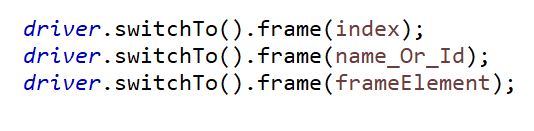 driver.switchTo().frame(index);
driver.switchTo().frame(name_Or_Id);
driver.switchTo().frame(frameElement);